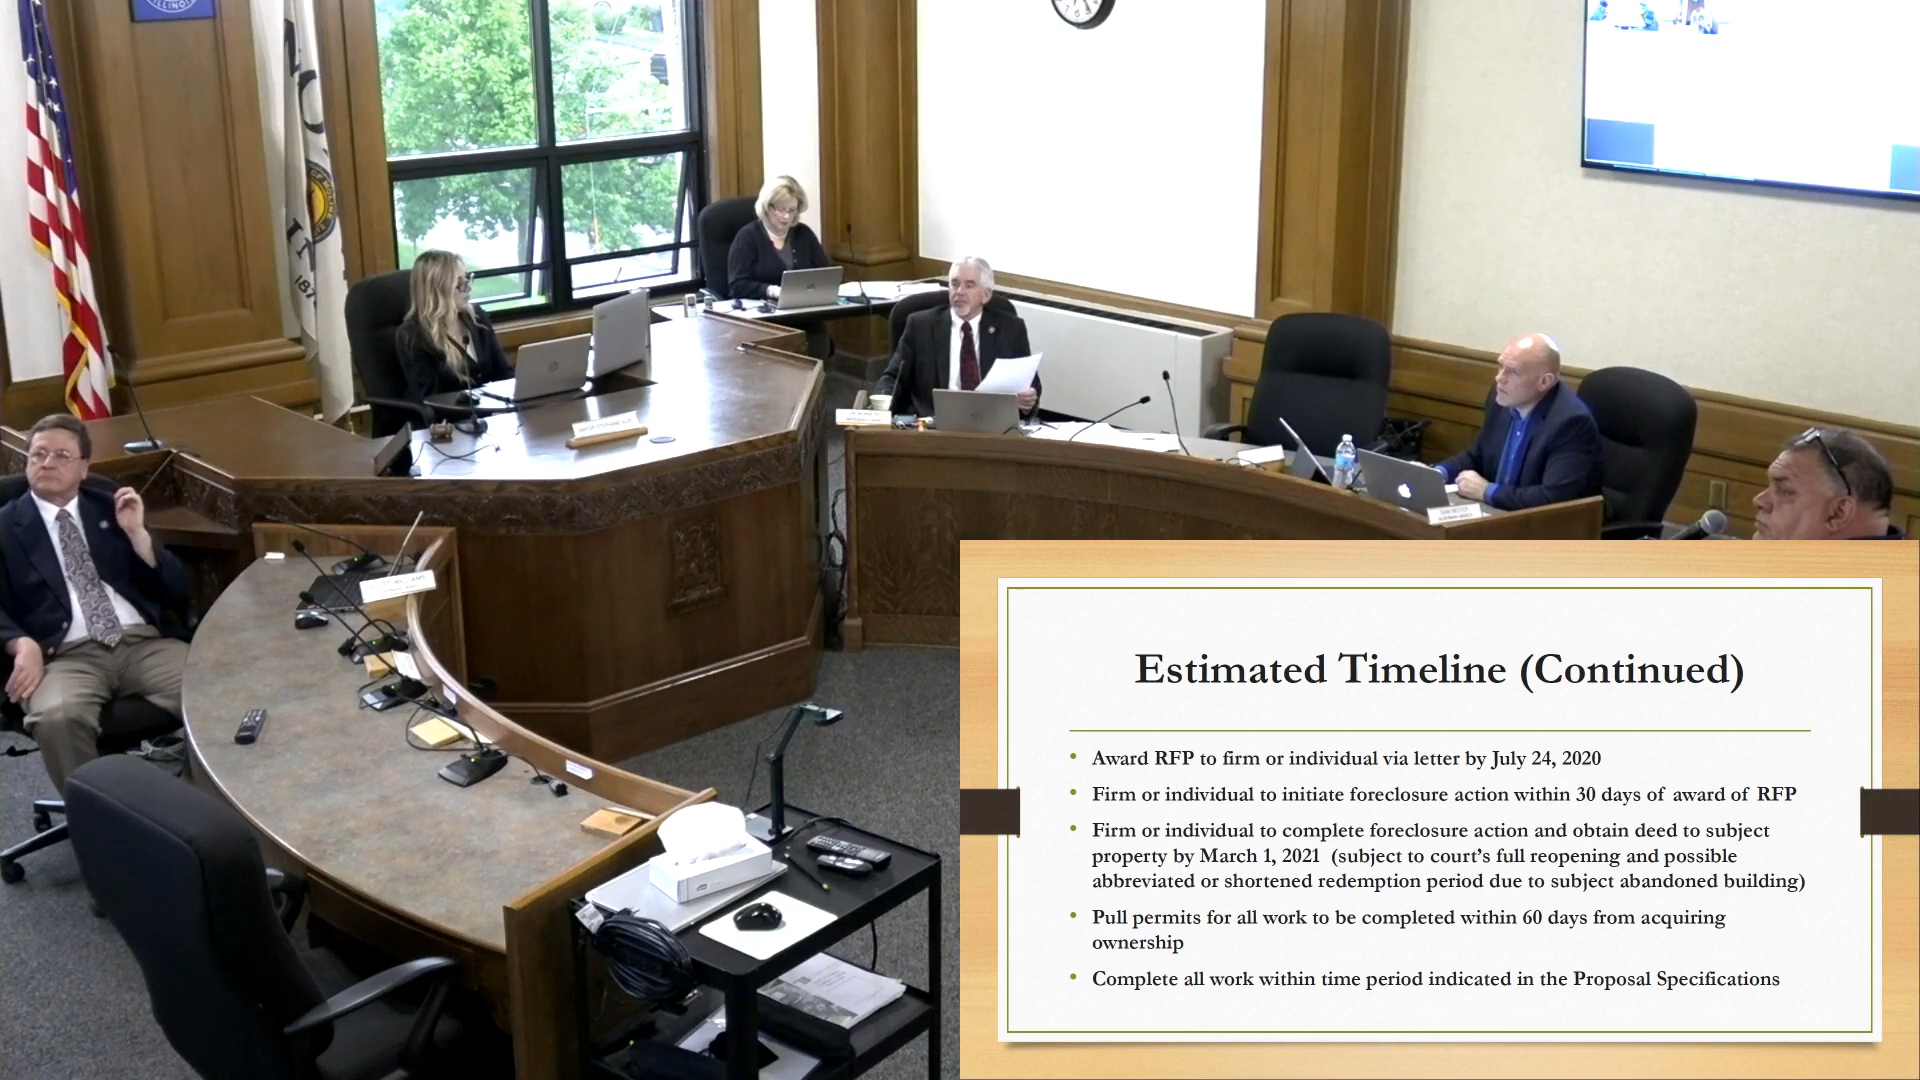 ILLINOIS
187
Estimated Timeline (Continued)
• Award RFP to firm or individual via letter by July 24, 2020
• Firm or individual to initiate foreclosure action within 30 days of award of RFP
• Firm or individual to complete foreclosure action and obtain deed to subject
property by March 1, 2021 (subject to court's full reopening and possible
abbreviated or shortened redemption period due to subject abandoned building)
• Pull permits for all work to be completed within 60 days from acquiring
ownership
• Complete all work within time period indicated in the Proposal Specifications